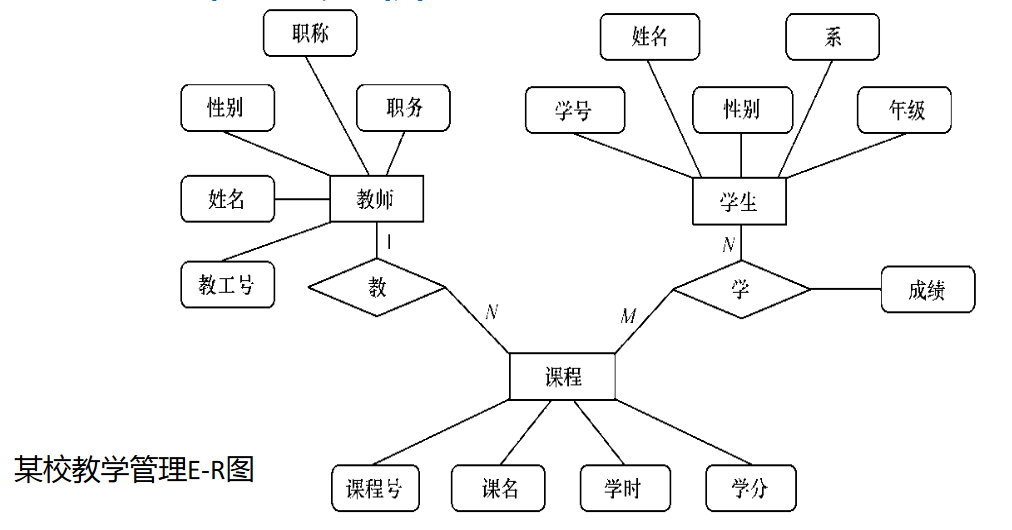 职称
姓名
系
性别
职务
学号
性别
年级
姓名
教师
学生
1
N
教工号
教
学
成绩
N
M
课程
某校教学管理E-R图
课程号
课名
学时
学分